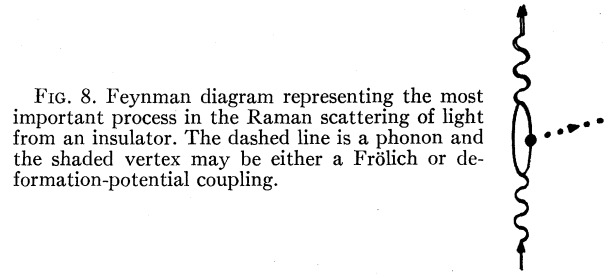 FIG. 8. Feynman diagram representing the most
important process in the Raman scattering of light
from an insulator. The dashed line is a phonon and
the shaded vertex may be either a Frölich or de-
formation-potential coupling.